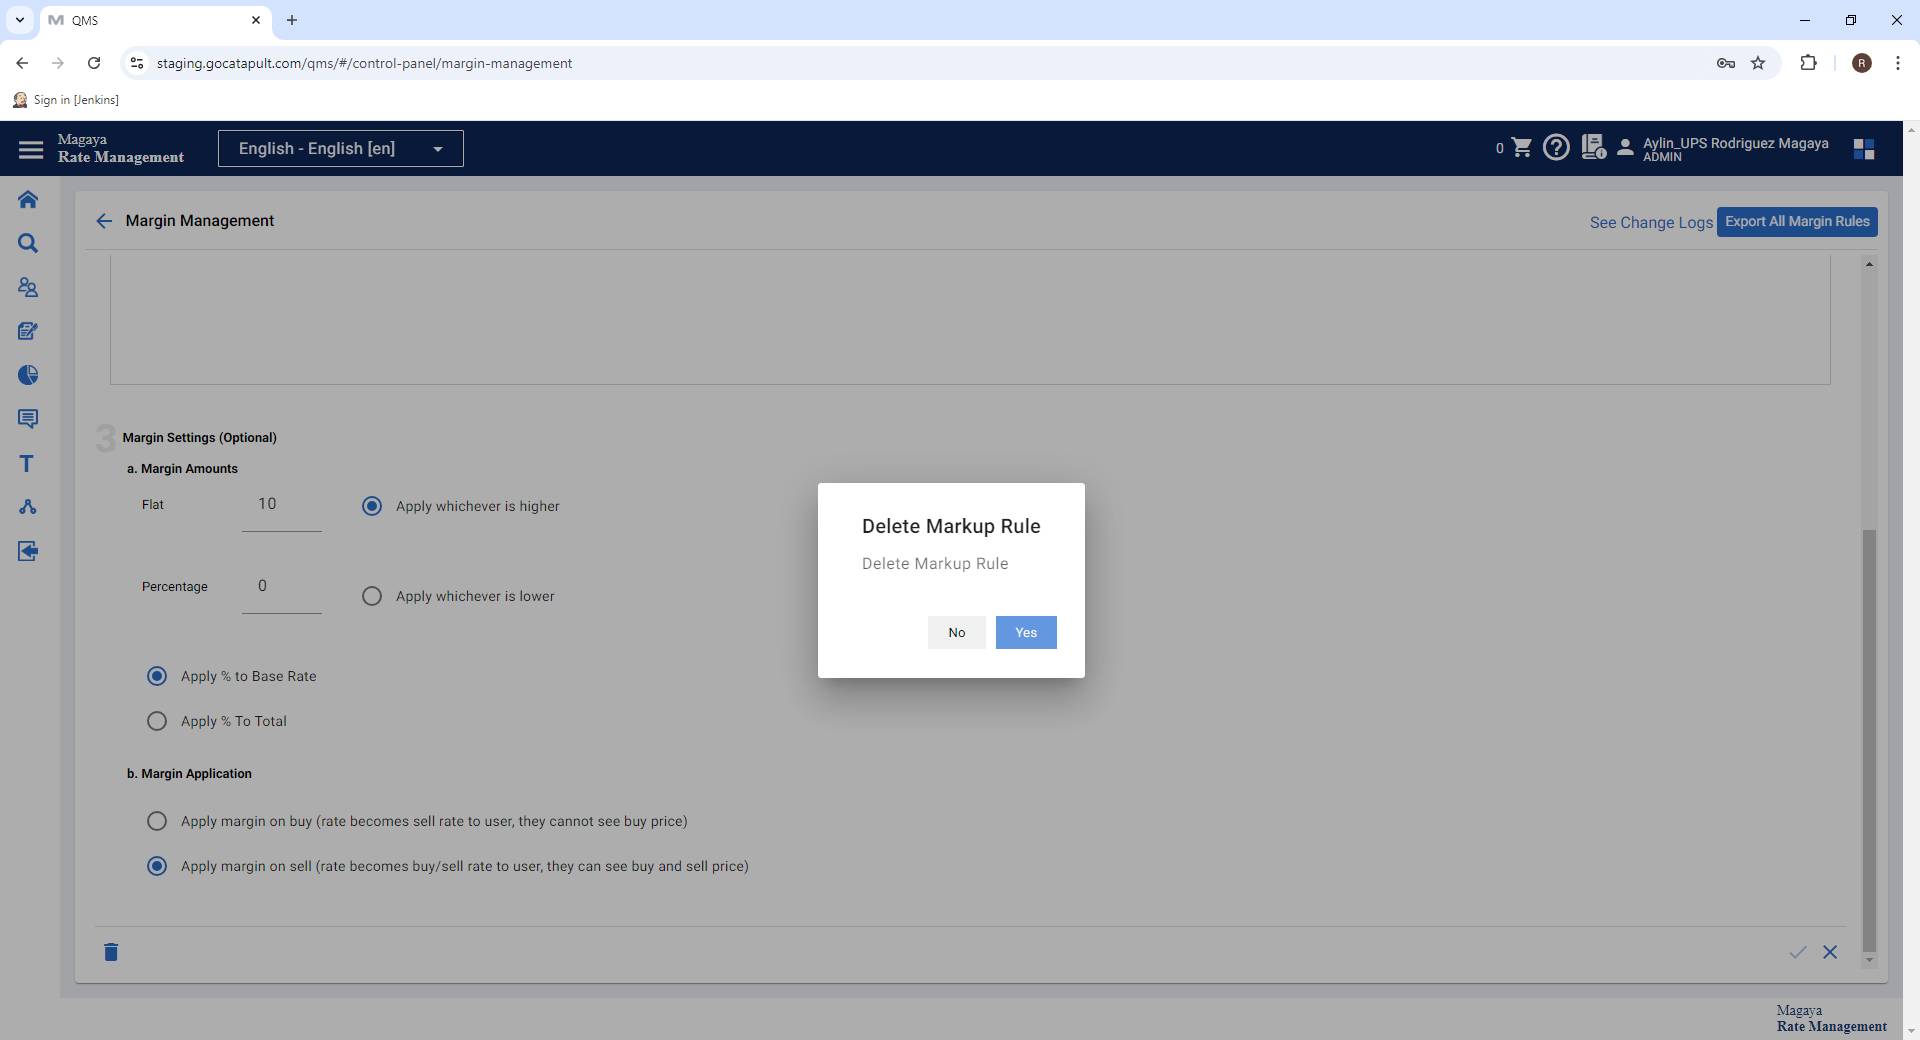 QMS
staging.gocatapult.com/qms/#/control-panel/margin-management
R
Sign in [Jenkins]
Magaya
Rate Management
English - English [en]
0
Aylin_UPS Rodriguez Magaya
ADMIN
Margin Management
See Change Logs
Export All Margin Rules
3
Margin Settings (Optional)
a. Margin Amounts
Flat
10
Apply whichever is higher
Percentage
0
Apply whichever is lower
Apply % to Base Rate
Apply % To Total
b. Margin Application
Apply margin on buy (rate becomes sell rate to user, they cannot see buy price)
Apply margin on sell (rate becomes buy/sell rate to user, they can see buy and sell price)
Delete Markup Rule
Delete Markup Rule
No
Yes
Magaya
Rate Management